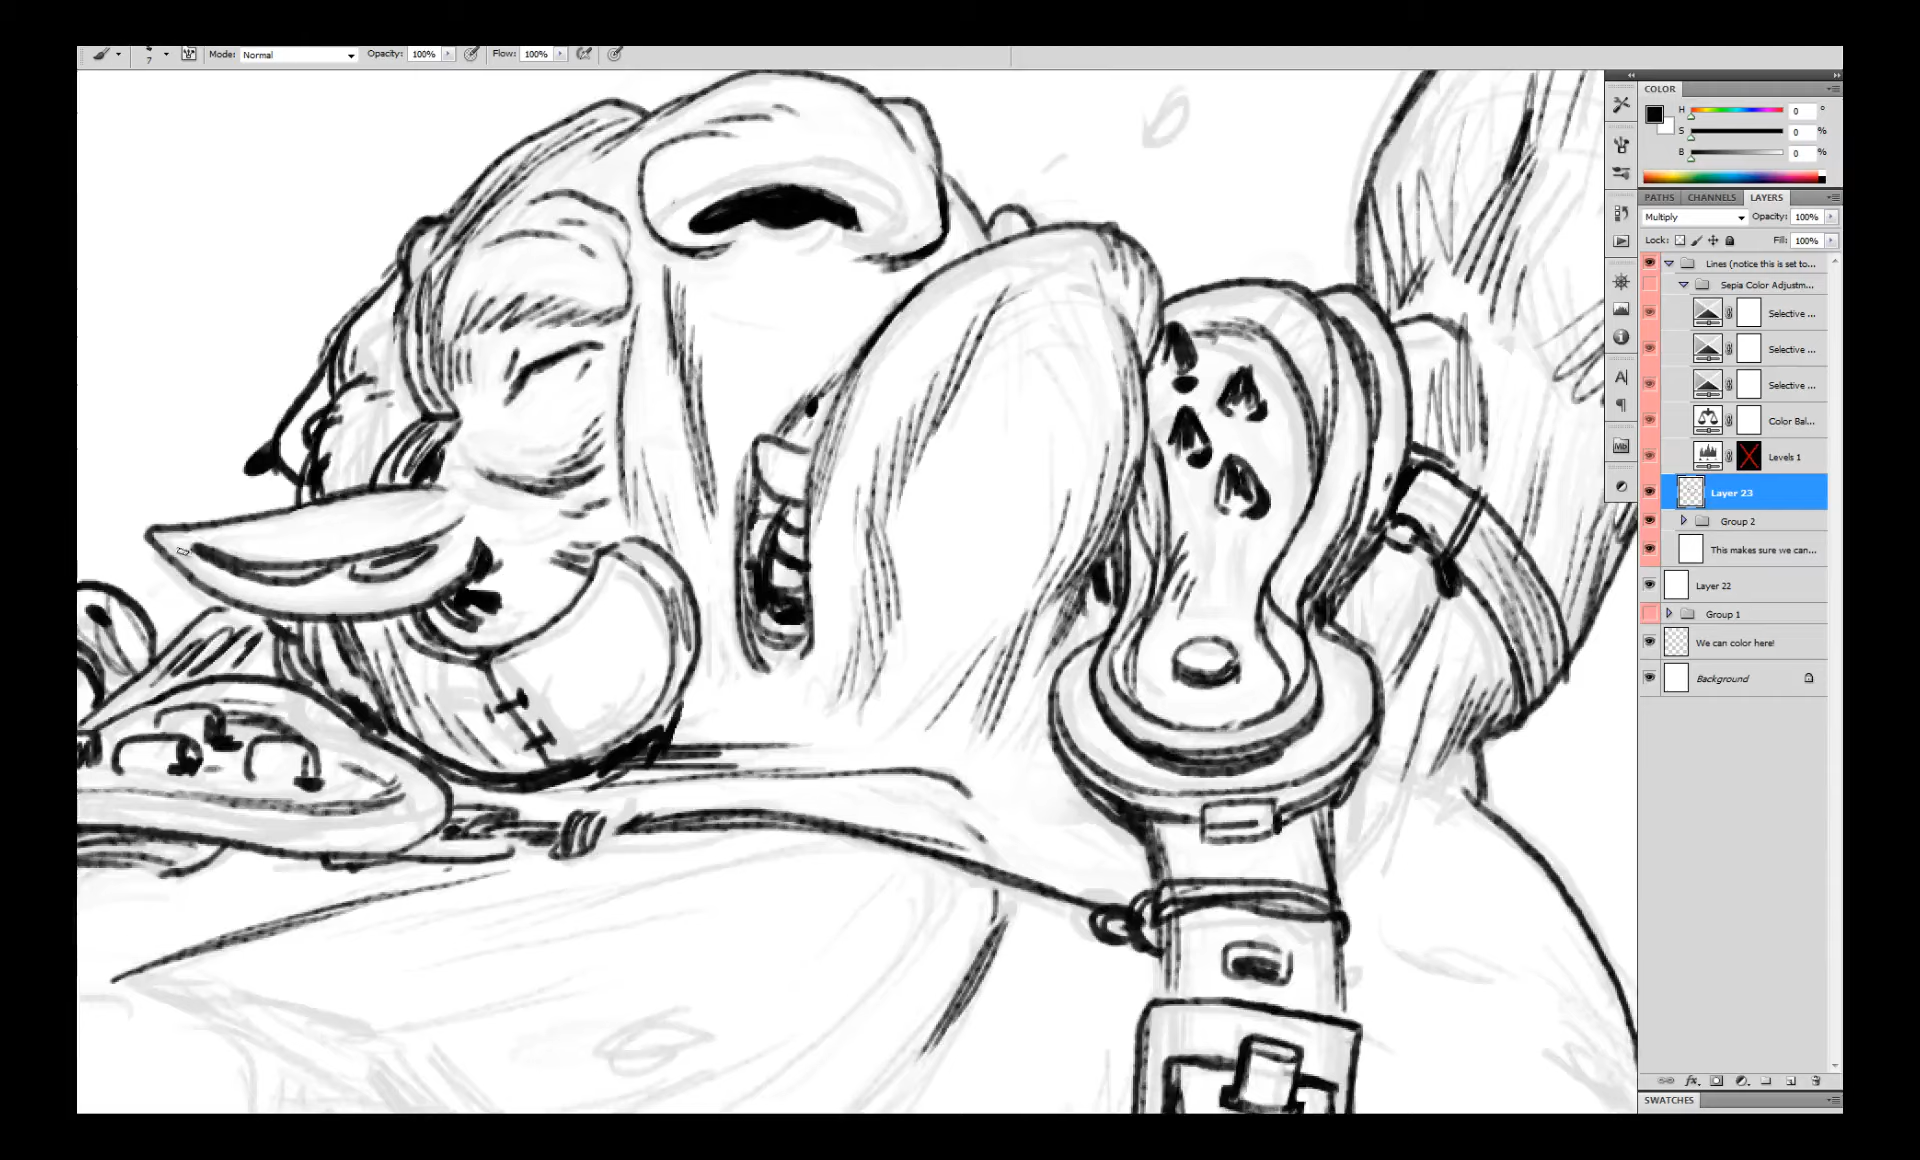 7 Mode: Normal Opacity: 100% Flow: 100%
COLOR
H 0 °
S 0 %
B 0 %
PATHS CHANNELS LAYERS
Multiply Opacity: 100%
Lock: Fill: 100%
Lines (notice this is set to...
Sepia Color Adjustm...
Selective ...
Selective ...
Selective ...
Color Bal...
Levels 1
Layer 23
Group 2
This makes sure we can...
Layer 22
Group 1
We can color here!
Background
SWATCHES